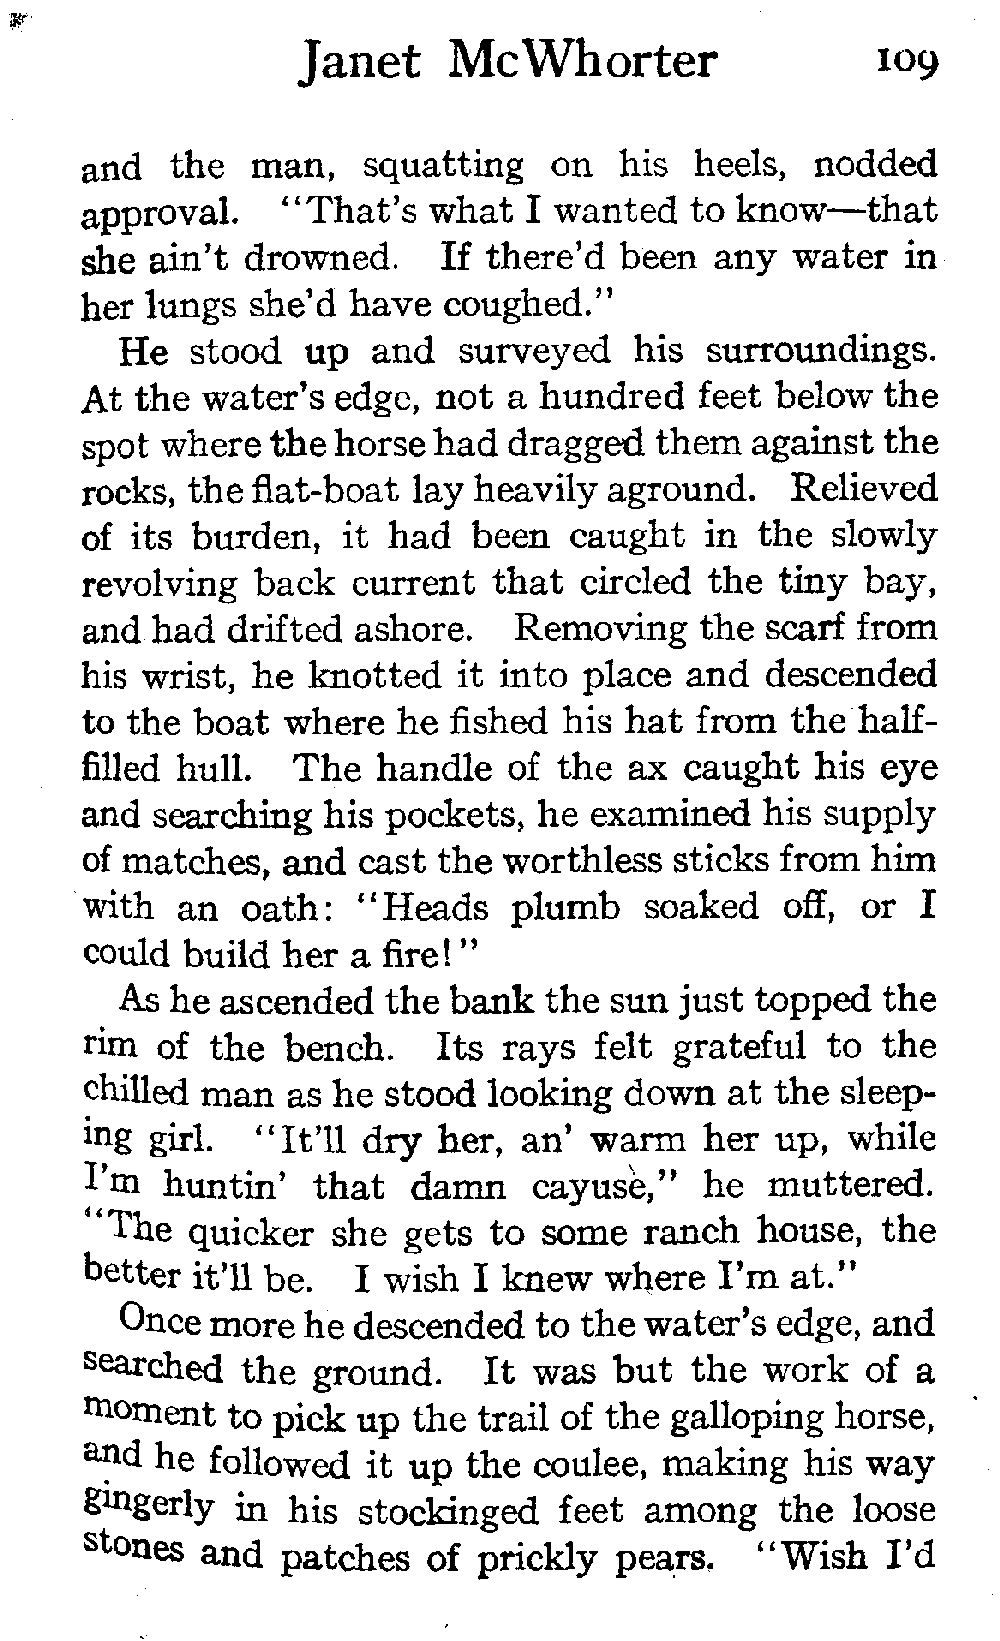 Janet McWhorter 109
and the man, squatting on his heels, nodded
approval. "That's what I wanted to know—that
she ain't drowned. If there'd been any water in
her lungs she'd have coughed."
He stood up and surveyed his surroundings.
At the water's edge, not a hundred feet below the
spot where the horse had dragged them against the
rocks, the flat-boat lay heavily aground. Relieved
of its burden, it had been caught in the slowly
revolving back current that circled the tiny bay,
and had drifted ashore. Removing the scarf from
his wrist, he knotted it into place and descended
to the boat where he fished his hat from the half-
filled hull. The handle of the ax caught his eye
and searching his pockets, he examined his supply
of matches, and cast the worthless sticks from him
with an oath: "Heads plumb soaked off, or I
could build her a fire!"
As he ascended the bank the sun just topped the
rim of the bench. Its rays felt grateful to the
chilled man as he stood looking down at the sleep-
ing girl. "It'll dry her, an' warm her up, while
I'm huntin' that damn cayuse," he muttered.
"The quicker she gets to some ranch house, the
better it'll be. I wish I knew where I'm at."
Once more he descended to the water's edge, and
searched the ground. It was but the work of a
moment to pick up the trail of the galloping horse,
and he followed it up the coulee, making his way
gingerly in his stockinged feet among the loose
stones and patches of prickly pears. "Wish I'd